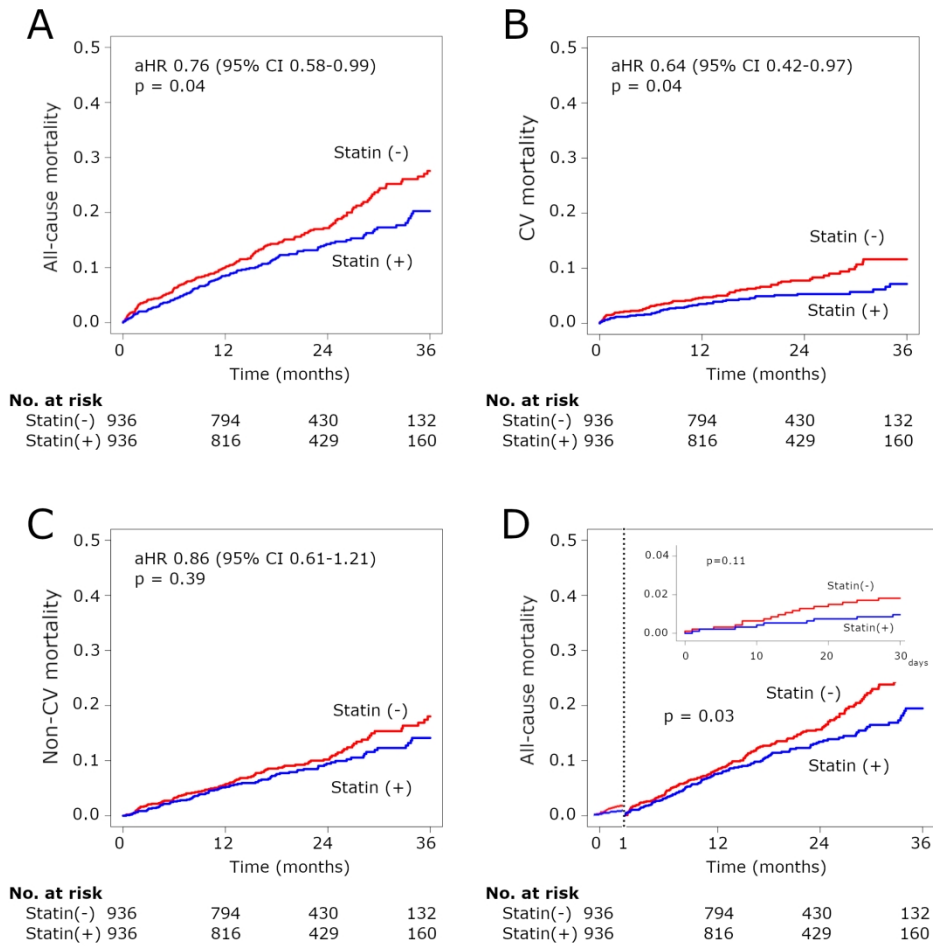 A
0.5
0.4
0.3
0.2
0.1
0.0
All-cause mortality
aHR 0.76 (95% CI 0.58-0.99)
p = 0.04
Statin (-)
Statin (+)
0 12 24 36
Time (months)
No. at risk
Statin(-) 936 794 430 132
Statin(+) 936 816 429 160
B
0.5
0.4
0.3
0.2
0.1
0.0
CV mortality
aHR 0.64 (95% CI 0.42-0.97)
p = 0.04
Statin (-)
Statin (+)
0 12 24 36
Time (months)
No. at risk
Statin(-) 936 794 430 132
Statin(+) 936 816 429 160
C
0.5
0.4
0.3
0.2
0.1
0.0
Non-CV mortality
aHR 0.86 (95% CI 0.61-1.21)
p = 0.39
Statin (-)
Statin (+)
0 12 24 36
Time (months)
No. at risk
Statin(-) 936 794 430 132
Statin(+) 936 816 429 160
D
0.5
0.4
0.3
0.2
0.1
0.0
All-cause mortality
0.04
0.02
0.00
p=0.11
Statin(-)
Statin(+)
0 10 20 30
days
Statin (-)
p = 0.03
Statin (+)
0 1 12 24 36
Time (months)
No. at risk
Statin(-) 936 794 430 132
Statin(+) 936 816 429 160